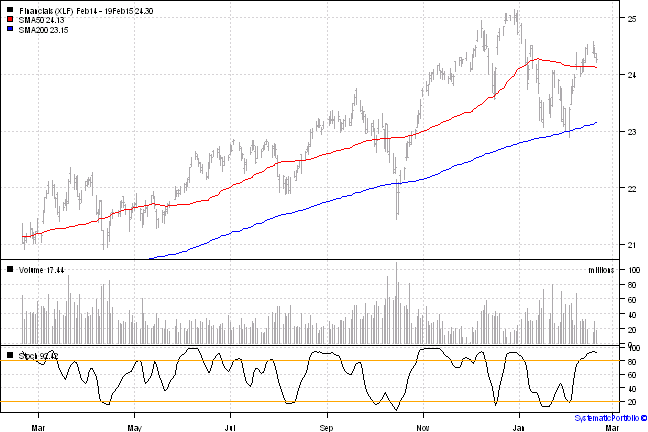 Financials (XLF) Feb14 - 19Feb15 24.30
SMA50 24.13
SMA200 23.15
25
24
23
22
21
Volume 17.44
millions
100
80
60
40
20
0
100
80
60
40
20
Mar
May
Jul
Sep
Nov
Jan
Mar
SystematicPortfolio ©